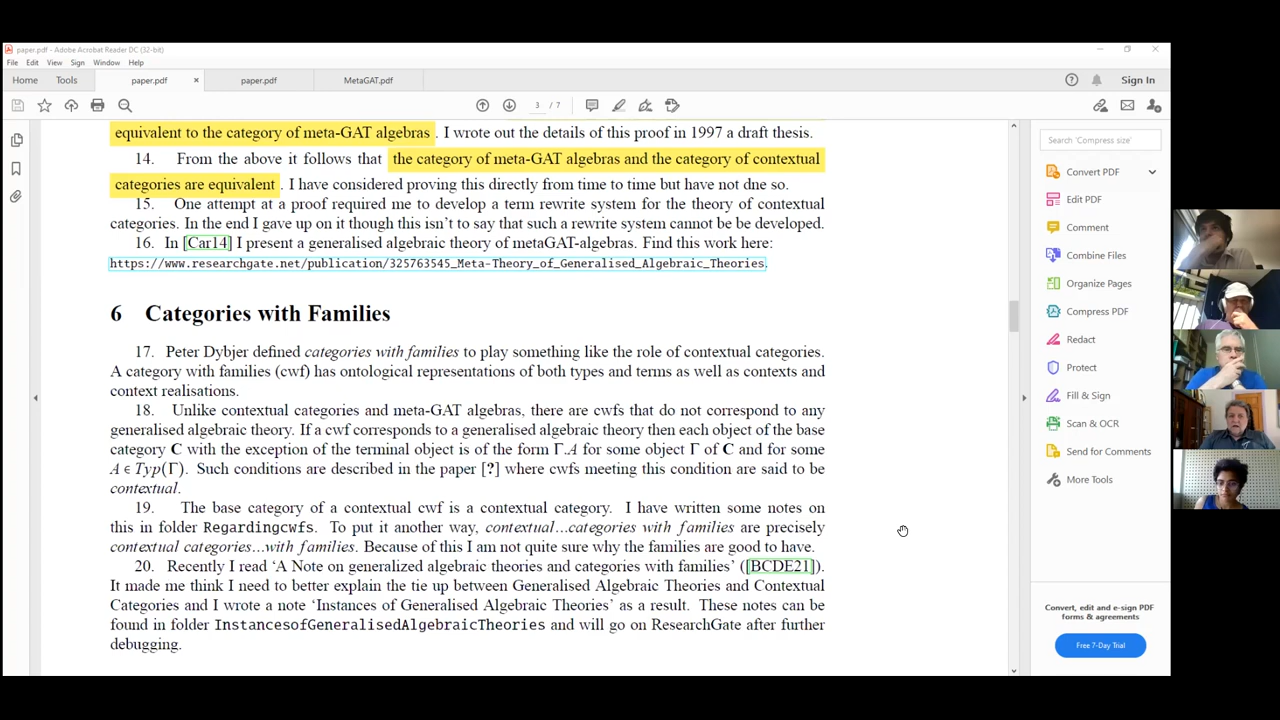 paper.pdf - Adobe Acrobat Reader DC (32-bit)
File Edit View Sign Window Help
Home Tools paper.pdf × paper.pdf MetaGAT.pdf Sign In
3 / 7
equivalent to the category of meta-GAT algebras . I wrote out the details of this proof in 1997 a draft thesis.
14. From the above it follows that the category of meta-GAT algebras and the category of contextual
categories are equivalent . I have considered proving this directly from time to time but have not dne so.
15. One attempt at a proof required me to develop a term rewrite system for the theory of contextual
categories. In the end I gave up on it though this isn't to say that such a rewrite system cannot be be developed.
16. In [Car14] I present a generalised algebraic theory of metaGAT-algebras. Find this work here:
https://www.researchgate.net/publication/325763545_Meta-Theory_of_Generalised_Algebraic_Theories.
6 Categories with Families
17. Peter Dybjer defined categories with families to play something like the role of contextual categories.
A category with families (cwf) has ontological representations of both types and terms as well as contexts and
context realisations.
18. Unlike contextual categories and meta-GAT algebras, there are cwfs that do not correspond to any
generalised algebraic theory. If a cwf corresponds to a generalised algebraic theory then each object of the base
category C with the exception of the terminal object is of the form Γ.A for some object Γ of C and for some
A ∈ Typ(Γ). Such conditions are described in the paper [?] where cwfs meeting this condition are said to be
contextual.
19. The base category of a contextual cwf is a contextual category. I have written some notes on
this in folder Regardingcwfs. To put it another way, contextual...categories with families are precisely
contextual categories...with families. Because of this I am not quite sure why the families are good to have.
20. Recently I read 'A Note on generalized algebraic theories and categories with families' ([BCDE21]).
It made me think I need to better explain the tie up between Generalised Algebraic Theories and Contextual
Categories and I wrote a note 'Instances of Generalised Algebraic Theories' as a result. These notes can be
found in folder InstancesofGeneralisedAlgebraicTheories and will go on ResearchGate after further
debugging.
Search 'Compress size'
Convert PDF
Edit PDF
Comment
Combine Files
Organize Pages
Compress PDF
Redact
Protect
Fill & Sign
Scan & OCR
Send for Comments
More Tools
Convert, edit and e-sign PDF
forms & agreements
Free 7-Day Trial